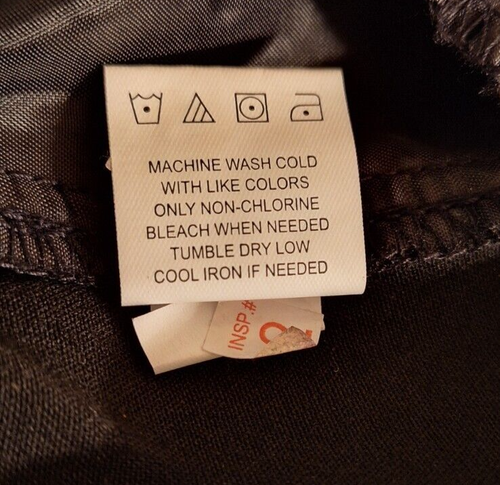 MACHINE WASH COLD
WITH LIKE COLORS
ONLY NON-CHLORINE
BLEACH WHEN NEEDED
TUMBLE DRY LOW
COOL IRON IF NEEDED
INSP.#